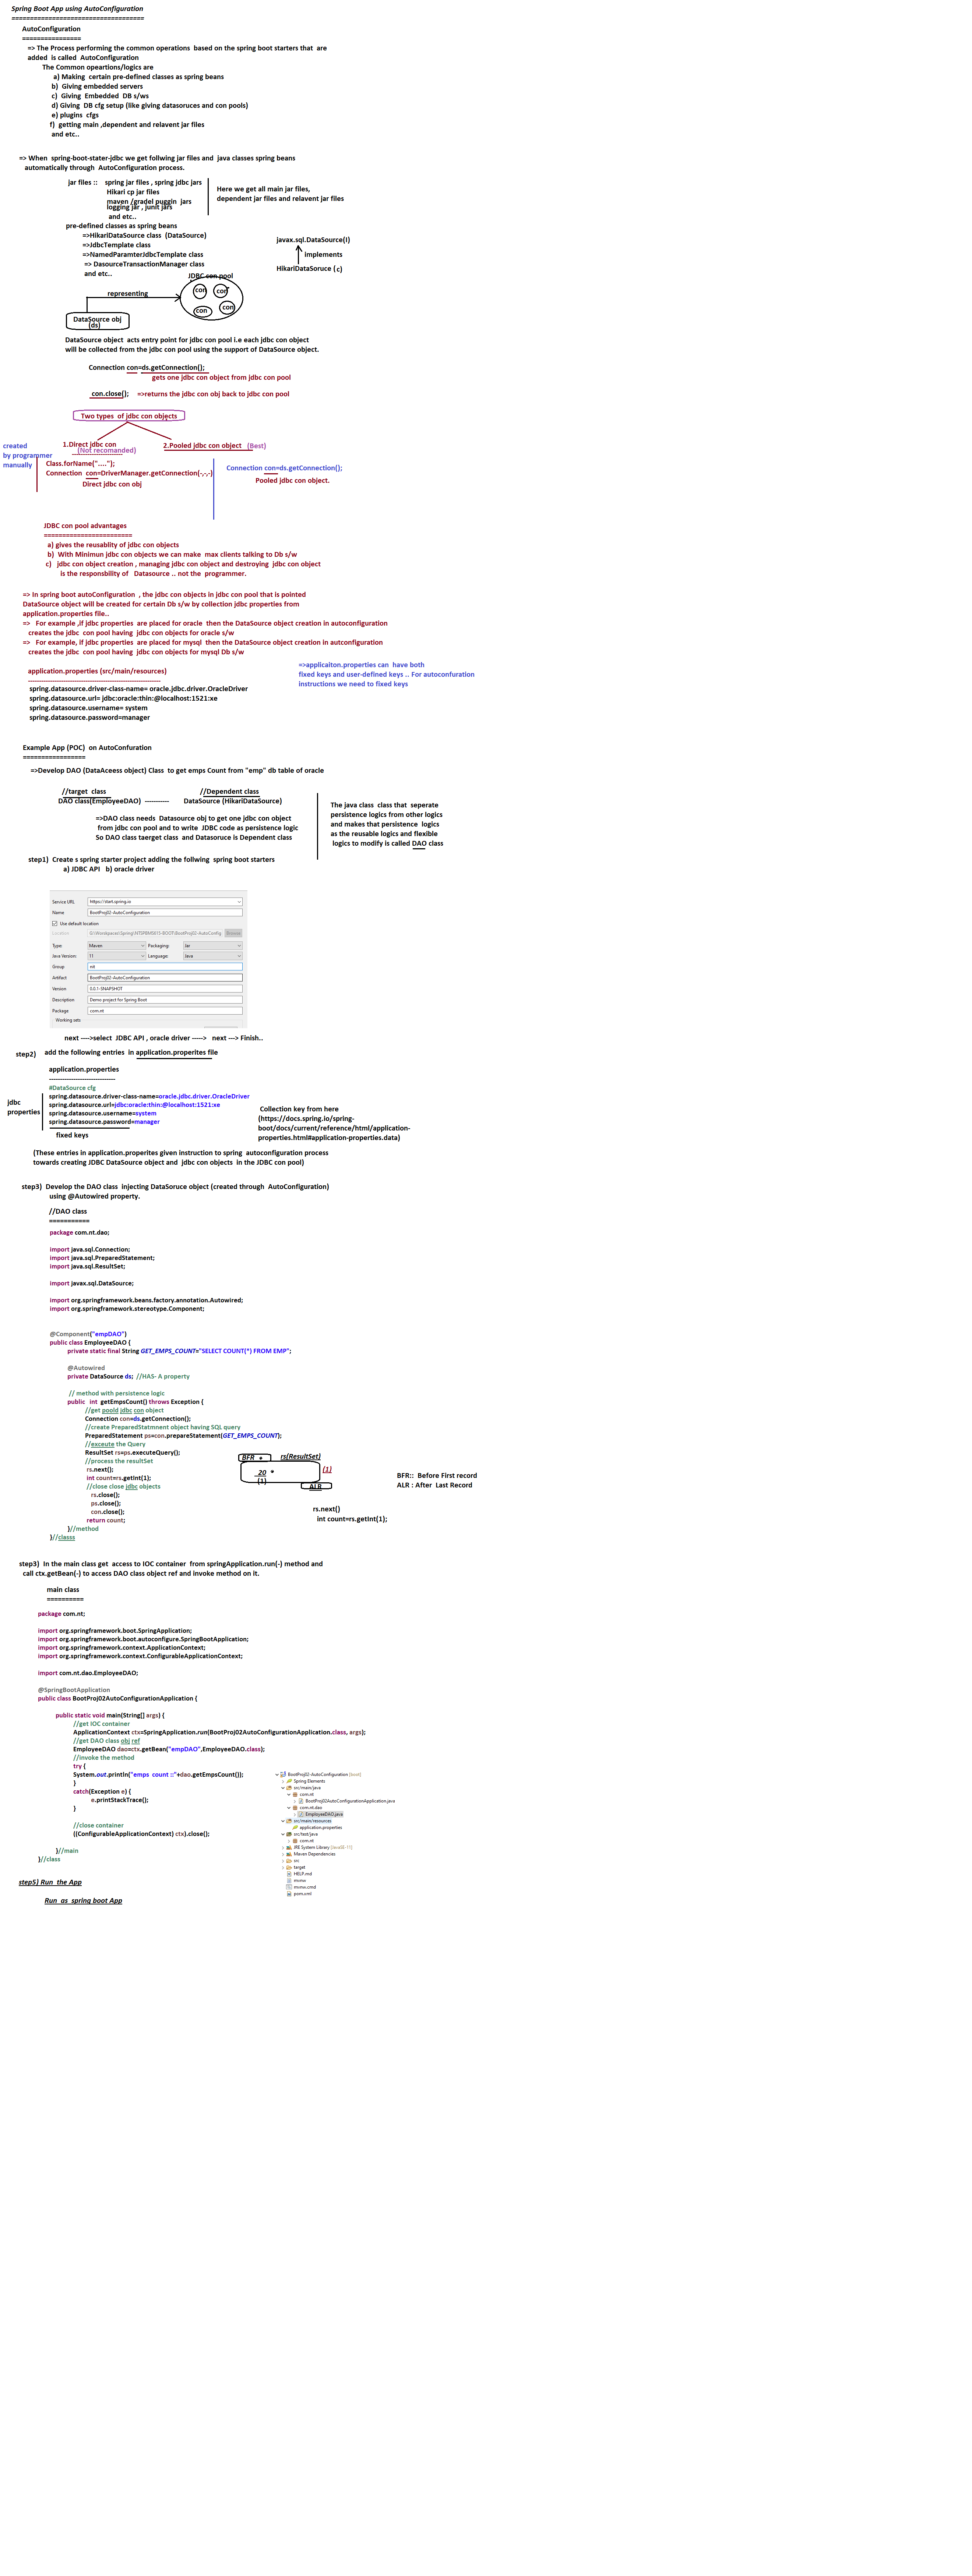 Spring Boot App using AutoConfiguration
====================================
AutoConfiguration
================
=> The Process performing the common operations  based on the spring boot starters that  are
added  is called  AutoConfiguration
The Common opeartions/logics are
a) Making  certain pre-defined classes as spring beans
b)  Giving embedded servers
c)  Giving  Embedded  DB s/ws
d) Giving  DB cfg setup (like giving datasoruces and con pools)
e) plugins  cfgs
f)  getting main ,dependent and relavent jar files
and etc..
=> When  spring-boot-stater-jdbc we get follwing jar files and  java classes spring beans
automatically through  AutoConfiguration process.
jar files ::    spring jar files , spring jdbc jars
Hikari cp jar files
maven /gradel puggin  jars
logging jar , junit jars
and etc..
Here we get all main jar files,
dependent jar files and relavent jar files
pre-defined classes as spring beans
=>HikariDataSource class  (DataSource)
=>JdbcTemplate class
=>NamedParamterJdbcTemplate class
=> DasourceTransactionManager class
and etc..
javax.sql.DataSource(I)
implements
HikariDataSoruce (c)
JDBC con pool
con
con
con
con
representing
DataSource obj
(ds)
DataSource object  acts entry point for jdbc con pool i.e each jdbc con object
will be collected from the jdbc con pool using the support of DataSource object.
Connection con=ds.getConnection();
gets one jdbc con object from jdbc con pool
con.close();    =>returns the jdbc con obj back to jdbc con pool
Two types  of jdbc con objects
created
by programmer
manually
1.Direct jdbc con
(Not recomanded)
2.Pooled jdbc con object   (Best)
Class.forName("....");
Connection  con=DriverManager.getConnection(-,-,-)
Direct jdbc con obj
Connection con=ds.getConnection();
Pooled jdbc con object.
JDBC con pool advantages
========================
a) gives the reusablity of jdbc con objects
b)  With Minimun jdbc con objects we can make  max clients talking to Db s/w
c)   jdbc con object creation , managing jdbc con object and destroying  jdbc con object
is the responsbility of   Datasource .. not the  programmer.
=> In spring boot autoConfiguration  , the jdbc con objects in jdbc con pool that is pointed
DataSource object will be created for certain Db s/w by collection jdbc properties from
application.properties file..
=>   For example ,if jdbc properties  are placed for oracle  then the DataSource object creation in autoconfiguration
creates the jdbc  con pool having  jdbc con objects for oracle s/w
=>   For example, if jdbc properties  are placed for mysql  then the DataSource object creation in autconfiguration
creates the jdbc  con pool having  jdbc con objects for mysql Db s/w
=>applicaiton.properties can  have both
fixed keys and user-defined keys .. For autoconfuration
instructions we need to fixed keys
application.properties (src/main/resources)
------------------------------------------------------------
spring.datasource.driver-class-name= oracle.jdbc.driver.OracleDriver
spring.datasource.url= jdbc:oracle:thin:@localhost:1521:xe
spring.datasource.username= system
spring.datasource.password=manager
Example App (POC)  on AutoConfuration
=================
=>Develop DAO (DataAceess object) Class  to get emps Count from "emp" db table of oracle
//target  class
//Dependent class
DAO class(EmployeeDAO)  ----------
DataSource (HikariDataSource)
=>DAO class needs  Datasource obj to get one jdbc con object
from jdbc con pool and to write  JDBC code as persistence logic
So DAO class taerget class  and Datasoruce is Dependent class
The java class  class that  seperate
persistence logics from other logics
and makes that persistence  logics
as the reusable logics and flexible
logics to modify is called DAO class
step1)  Create s spring starter project adding the follwing  spring boot starters
a) JDBC API   b) oracle driver
Service URL    https://start.spring.io
Name    BootProj02-AutoConfiguration
Use default location
Type:    Maven    Packaging:    Jar
Java Version:    11    Language:    Java
Group    nit
Artifact    BootProj02-AutoConfiguration
Version    0.0.1-SNAPSHOT
Description    Demo project for Spring Boot
Package    com.nt
Working sets
next ---->select  JDBC API , oracle driver ----->   next ---> Finish..
step2)    add the following entries  in application.properites file
application.properties
------------------------------
#DataSource cfg
spring.datasource.driver-class-name=oracle.jdbc.driver.OracleDriver
spring.datasource.url=jdbc:oracle:thin:@localhost:1521:xe
spring.datasource.username=system
spring.datasource.password=manager
jdbc
properties
fixed keys
Collection key from here
(https://docs.spring.io/spring-
boot/docs/current/reference/html/application-
properties.html#application-properties.data)
(These entries in application.properites given instruction to spring  autoconfiguration process
towards creating JDBC DataSource object and  jdbc con objects  in the JDBC con pool)
step3)  Develop the DAO class  injecting DataSoruce object (created through  AutoConfiguration)
using @Autowired property.
//DAO class
===========
package com.nt.dao;
import java.sql.Connection;
import java.sql.PreparedStatement;
import java.sql.ResultSet;
import javax.sql.DataSource;
import org.springframework.beans.factory.annotation.Autowired;
import org.springframework.stereotype.Component;
@Component("empDAO")
public class EmployeeDAO {
private static final String GET_EMPS_COUNT="SELECT COUNT(*) FROM EMP";
@Autowired
private DataSource ds;  //HAS- A property
// method with persistence logic
public   int  getEmpsCount() throws Exception {
//get poold jdbc con object
Connection con=ds.getConnection();
//create PreparedStatmnent object having SQL query
PreparedStatement ps=con.prepareStatement(GET_EMPS_COUNT);
//exceute the Query
ResultSet rs=ps.executeQuery();
//process the resultSet
rs.next();
int count=rs.getInt(1);
//close close jdbc objects
rs.close();
ps.close();
con.close();
return count;
}//method
}//classs
BFR
rs(ResultSet)
20
(1)
(1)
ALR
BFR::  Before First record
ALR : After  Last Record
rs.next()
int count=rs.getInt(1);
step3)  In the main class get  access to IOC container  from springApplication.run(-) method and
call ctx.getBean(-) to access DAO class object ref and invoke method on it.
main class
==========
package com.nt;
import org.springframework.boot.SpringApplication;
import org.springframework.boot.autoconfigure.SpringBootApplication;
import org.springframework.context.ApplicationContext;
import org.springframework.context.ConfigurableApplicationContext;
import com.nt.dao.EmployeeDAO;
@SpringBootApplication
public class BootProj02AutoConfigurationApplication {
public static void main(String[] args) {
//get IOC container
ApplicationContext ctx=SpringApplication.run(BootProj02AutoConfigurationApplication.class, args);
//get DAO class obj ref
EmployeeDAO dao=ctx.getBean("empDAO",EmployeeDAO.class);
//invoke the method
try {
System.out.println("emps  count ::"+dao.getEmpsCount());
}
catch(Exception e) {
e.printStackTrace();
}
//close container
((ConfigurableApplicationContext) ctx).close();
}//main
}//class
BootProj02-AutoConfiguration [boot]
Spring Elements
src/main/java
com.nt
BootProj02AutoConfigurationApplication.java
com.nt.dao
EmployeeDAO.java
src/main/resources
application.properties
src/test/java
com.nt
JRE System Library [JavaSE-11]
Maven Dependencies
src
target
HELP.md
mvnw
mvnw.cmd
pom.xml
step5) Run  the App
Run  as  spring boot App